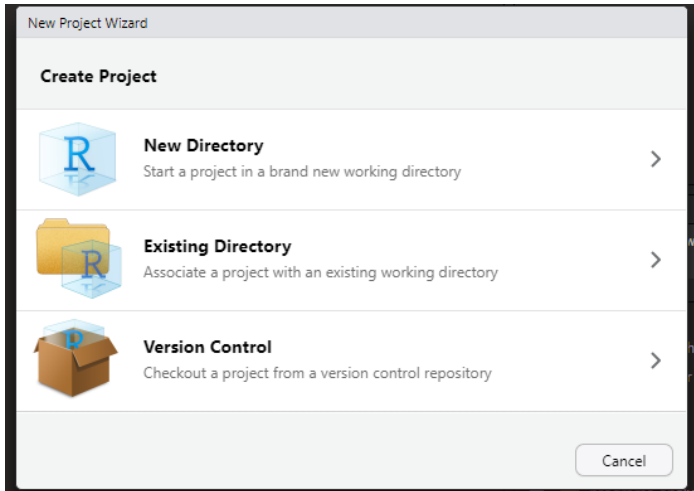 New Project Wizard
Create Project
R
New Directory
Start a project in a brand new working directory
R
Existing Directory
Associate a project with an existing working directory
R
Version Control
Checkout a project from a version control repository
Cancel